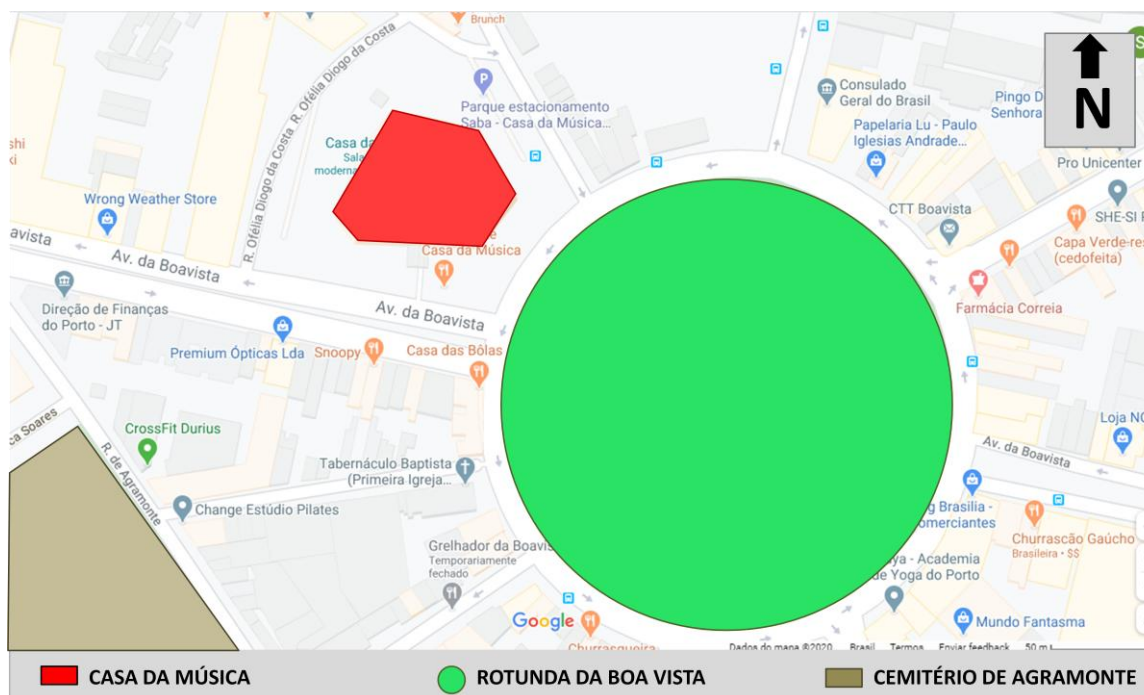 Brunch
R. Ofélia Diogo da Costa
R. Ofélia Diogo da Costa
Parque estacionamento
Saba - Casa da Música...
Casa da
Sala
moderna
Consulado
Geral do Brasil
Pingo D
Senhora
N
Papelaria Lu - Paulo
Iglesias Andrade...
Pro Unicenter
Wrong Weather Store
CTT Boavista
SHE-SI
Capa Verde-res
(cedofeita)
Casa da Música
Av. da Boavista
Farmácia Correia
Direção de Finanças
do Porto - JT
Av. da Boavista
Premium Ópticas Lda
Snoopy
Casa das Bôlas
Soares
CrossFit Durius
Loja
R. de Agramonte
Av. da Boavista
Tabernáculo Baptista
(Primeira Igreja...
Change Estúdio Pilates
Brasilia -
omerciantes
Churrascão Gaúcho
Brasileira • $$
Grelhador da Boavis
Temporariamente
fechado
- Academia
de Yoga do Porto
Google
Mundo Fantasma
Churrasqueira
Dados do mapa ©2020 Brasil Termos Enviar feedback 50 m
CASA DA MÚSICA
ROTUNDA DA BOA VISTA
CEMITÉRIO DE AGRAMONTE